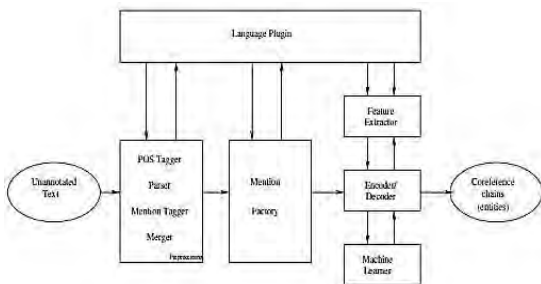 Language Plugin
Feature
Extractor
POS Tagger
Parser
Mention Tagger
Merger
Mention
Factory
Unannotated
Text
Encoder/
Decoder
Coreference
chains
(entities)
Machine
Learner